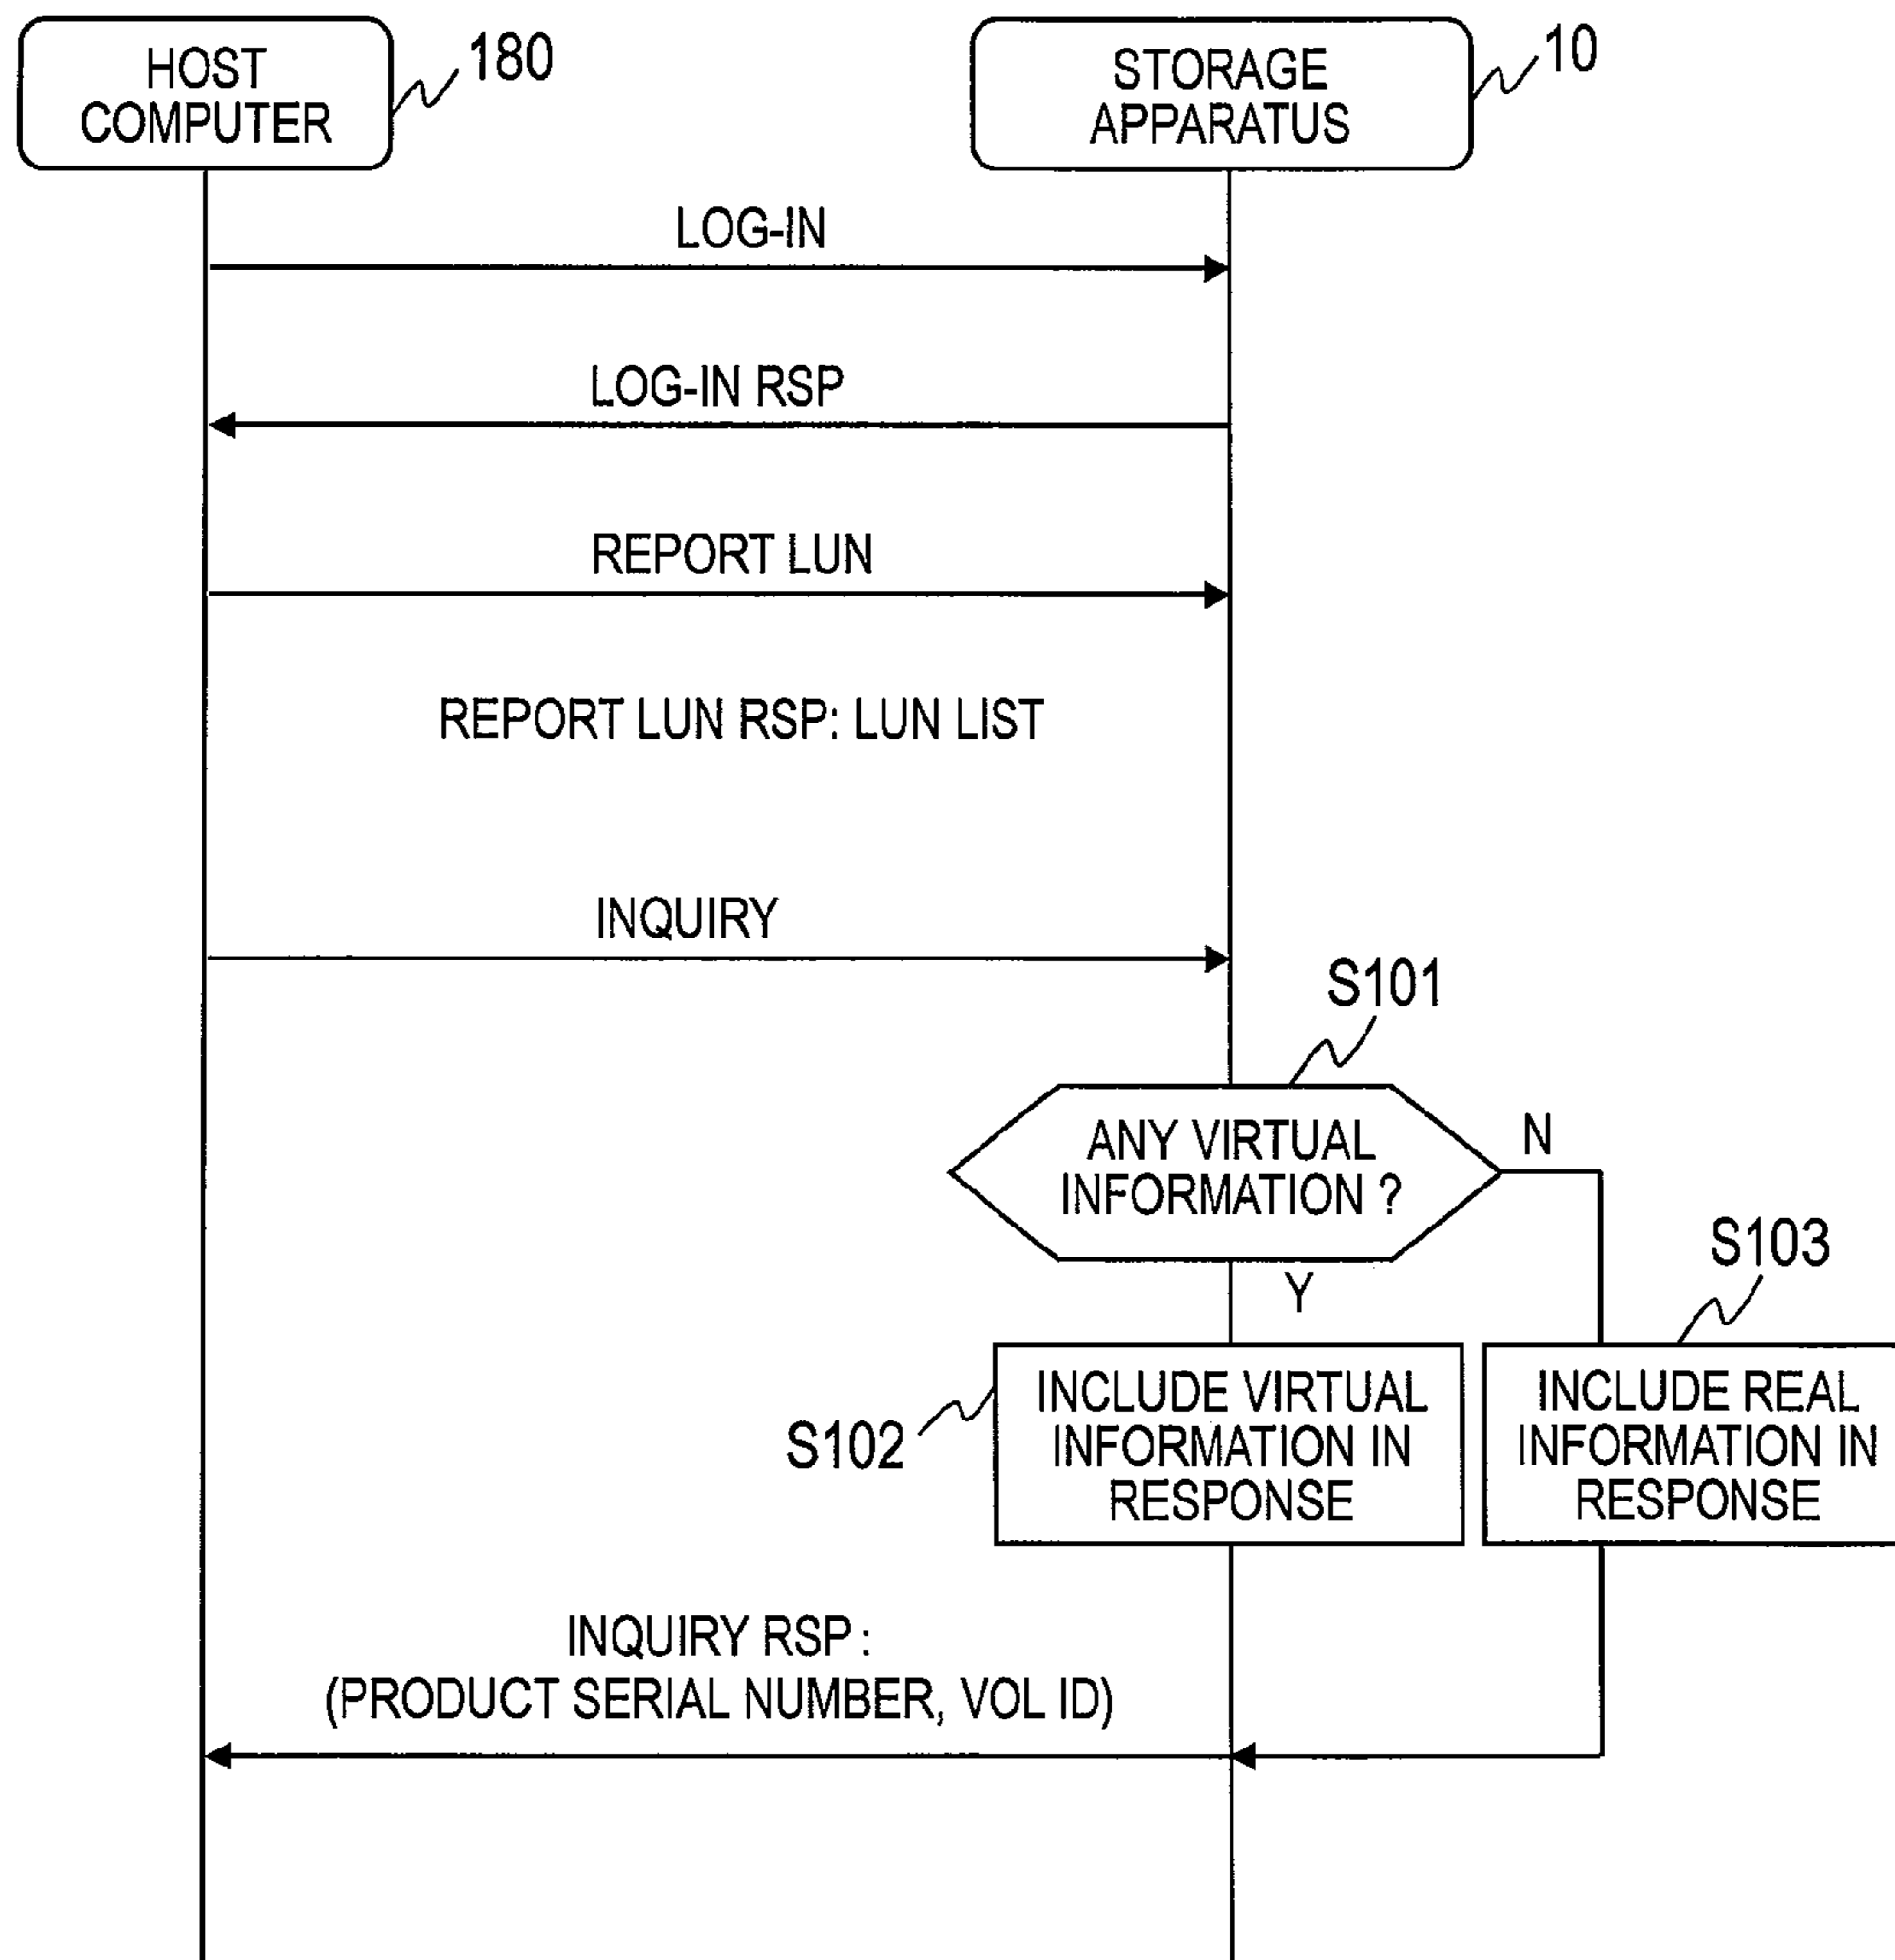 HOST
COMPUTER
180
STORAGE
APPARATUS
10
LOG-IN
LOG-IN RSP
REPORT LUN
REPORT LUN RSP: LUN LIST
INQUIRY
S101
ANY VIRTUAL
INFORMATION ?
N
Y
S103
S102
INCLUDE VIRTUAL
INFORMATION IN
RESPONSE
INCLUDE REAL
INFORMATION IN
RESPONSE
INQUIRY RSP :
(PRODUCT SERIAL NUMBER, VOL ID)